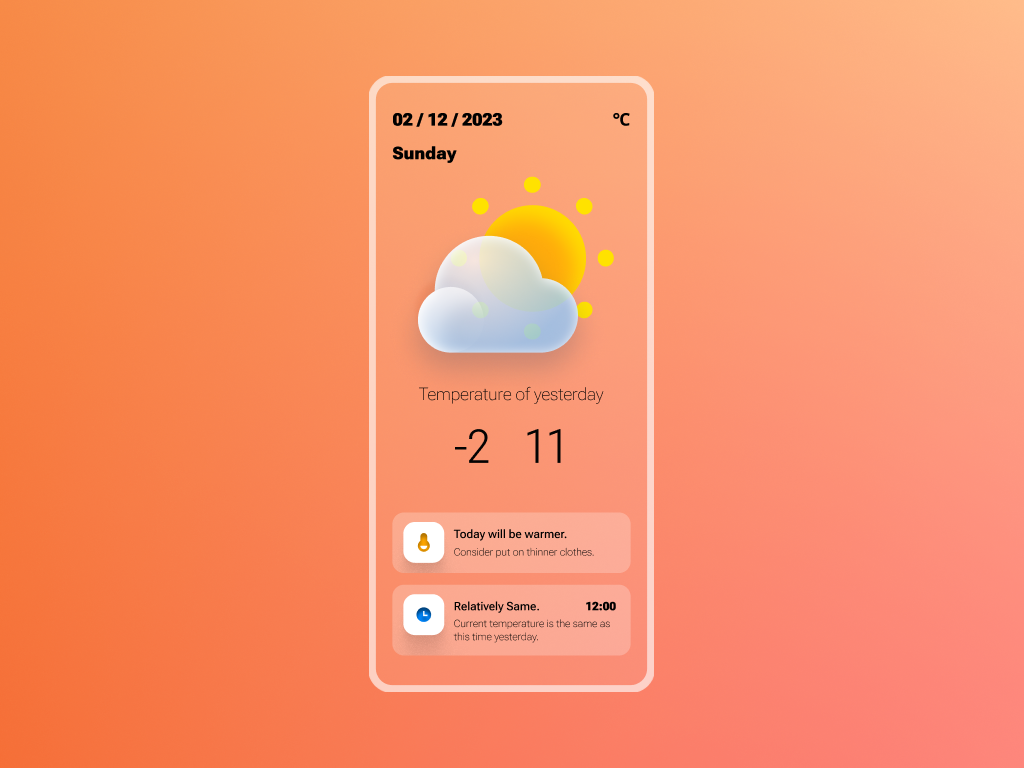 02 / 12 / 2023 °C
Sunday
Temperature of yesterday
-2 11
Today will be warmer.
Consider put on thinner clothes.
Relatively Same. 12:00
Current temperature is the same as
this time yesterday.